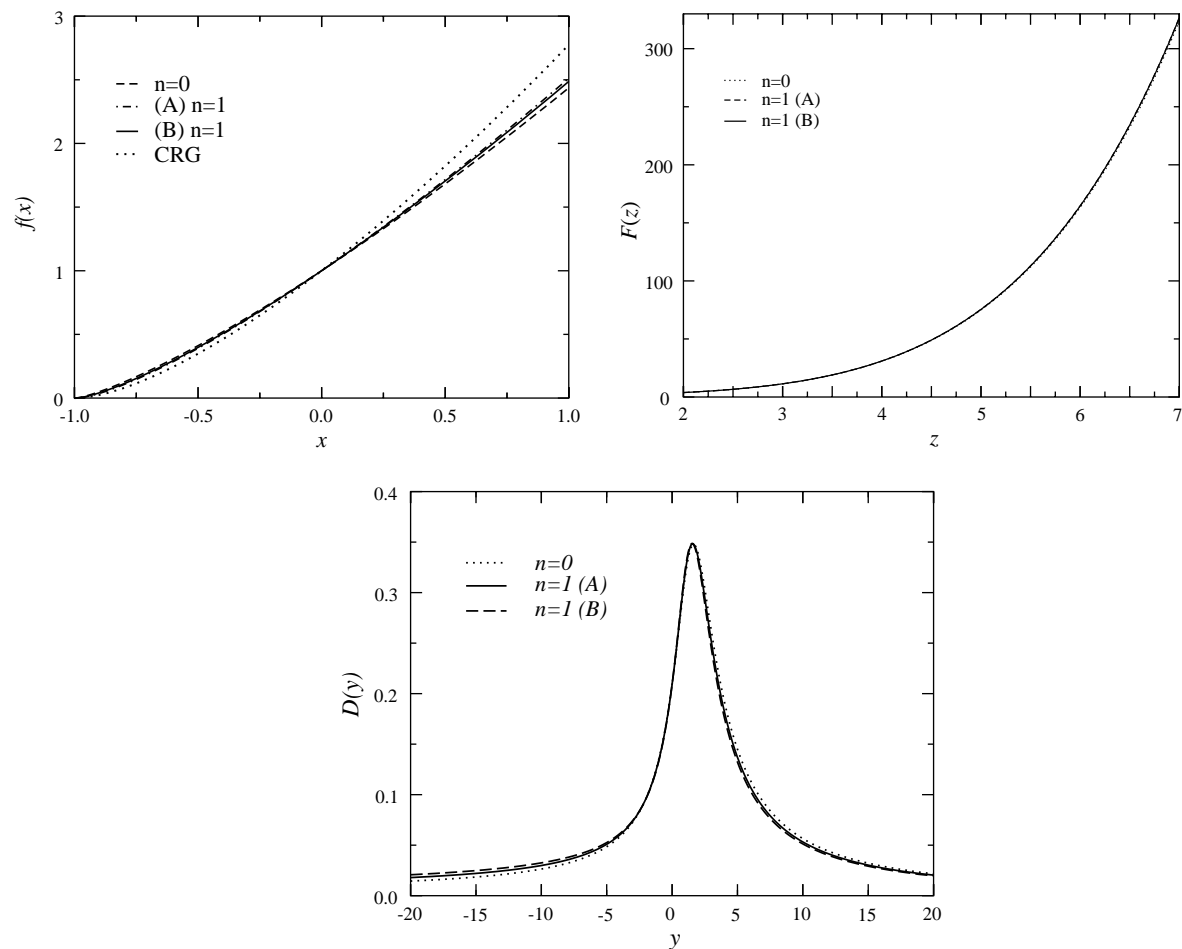 3
2
1
0
f(x)
n=0
(A) n=1
(B) n=1
CRG
-1.0 -0.5 0.0 0.5 1.0
x
300
200
100
0
F(z)
n=0
n=1 (A)
n=1 (B)
2 3 4 5 6 7
z
0.4
0.3
0.2
0.1
0.0
D(y)
n=0
n=1 (A)
n=1 (B)
-20 -15 -10 -5 0 5 10 15 20
y